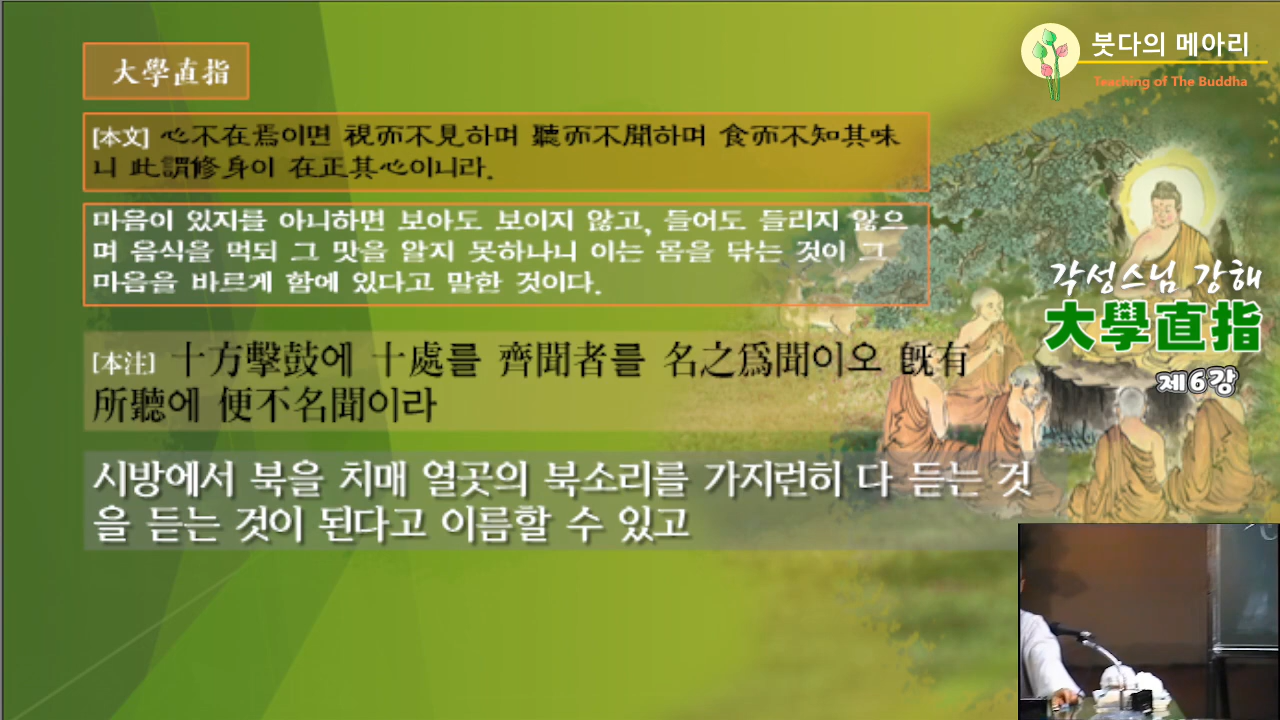 大學直指
붓다의 메아리
Teaching of The Buddha
[本文] 心不在焉이면 視而不見하며 聽而不聞하며 食而不知其味
니 此謂修身이 在正其心이니라.
마음이 있지를 아니하면 보아도 보이지 않고, 들어도 들리지 않으
며 음식을 먹되 그 맛을 알지 못하나니 이는 몸을 닦는 것이 그
마음을 바르게 함에 있다고 말한 것이다.
각성스님 강해
大學直指
제6강
[本注] 十方擊鼓에 十處를 齊聞者를 名之爲聞이오 旣有
所聽에 便不名聞이라
시방에서 북을 치매 열곳의 북소리를 가지런히 다 듣는 것
을 듣는 것이 된다고 이름할 수 있고